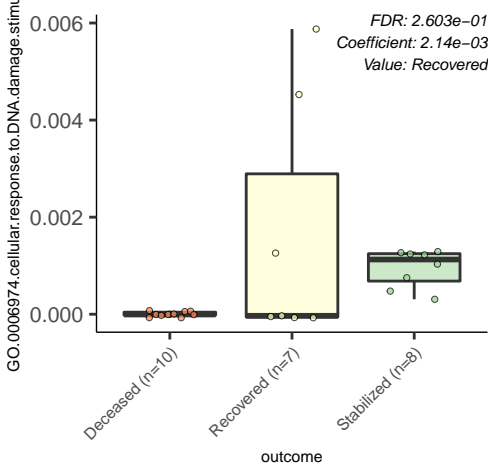 FDR: 2.603e−01
Coefficient: 2.14e−03
Value: Recovered
GO.0006974.cellular.response.to.DNA.damage.stimu
0.006
0.004
0.002
0.000
Deceased (n=10)
Recovered (n=7)
Stabilized (n=8)
outcome